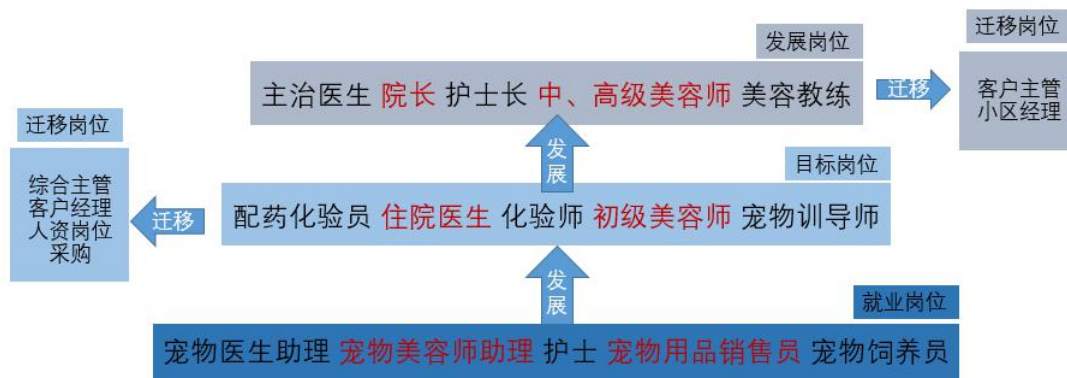 迁移岗位
发展岗位
主治医生 院长 护士长 中、高级美容师 美容教练
迁移
客户主管
小区经理
迁移岗位
发展
目标岗位
综合主管
客户经理
人资岗位
采购
迁移
配药化验员 住院医生 化验师 初级美容师 宠物训导师
发展
就业岗位
宠物医生助理 宠物美容师助理 护士 宠物用品销售员 宠物饲养员